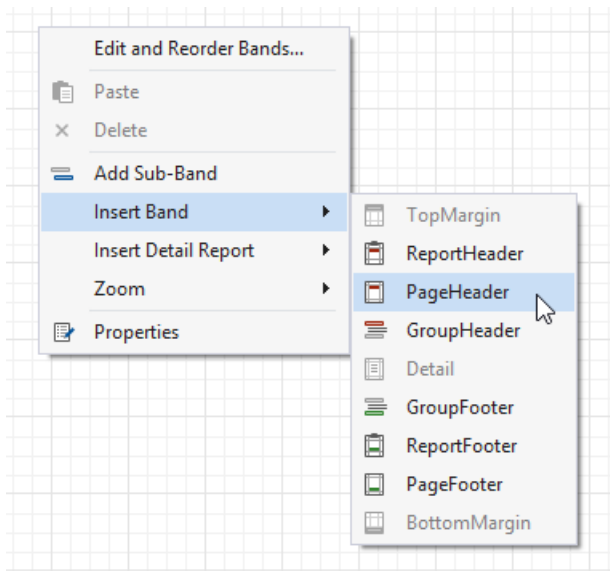 Edit and Reorder Bands...
Paste
Delete
Add Sub-Band
Insert Band
Insert Detail Report
Zoom
Properties
TopMargin
ReportHeader
PageHeader
GroupHeader
Detail
GroupFooter
ReportFooter
PageFooter
BottomMargin